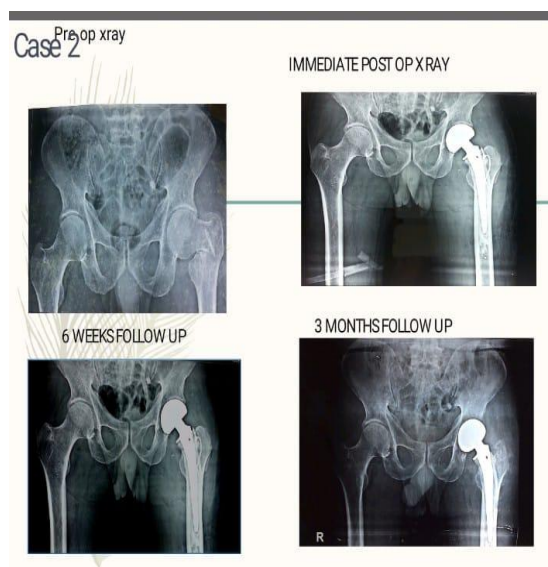 Pre op xray
Case 2
IMMEDIATE POST OP X RAY
6 WEEKS FOLLOW UP
3 MONTHS FOLLOW UP
R